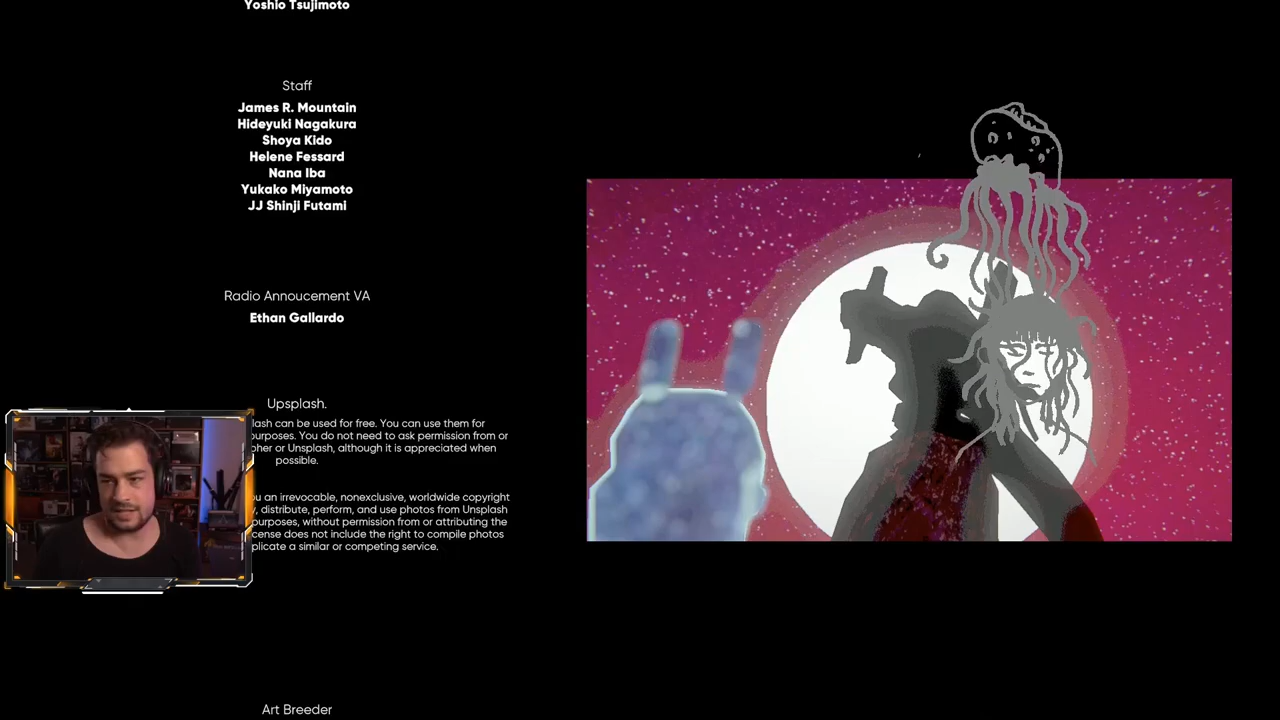 Yoshio Tsujimoto
Staff
James R. Mountain
Hideyuki Nagakura
Shoya Kido
Helene Fessard
Nana Iba
Yukako Miyamoto
JJ Shinji Futami
Radio Annoucement VA
Ethan Gallardo
Upsplash.
lash can be used for free. You can use them for
purposes. You do not need to ask permission from or
pher or Unsplash, although it is appreciated when
possible.
ou an irrevocable, nonexclusive, worldwide copyright
y, distribute, perform, and use photos from Unsplash
purposes, without permission from or attributing the
cense does not include the right to compile photos
plicate a similar or competing service.
Art Breeder